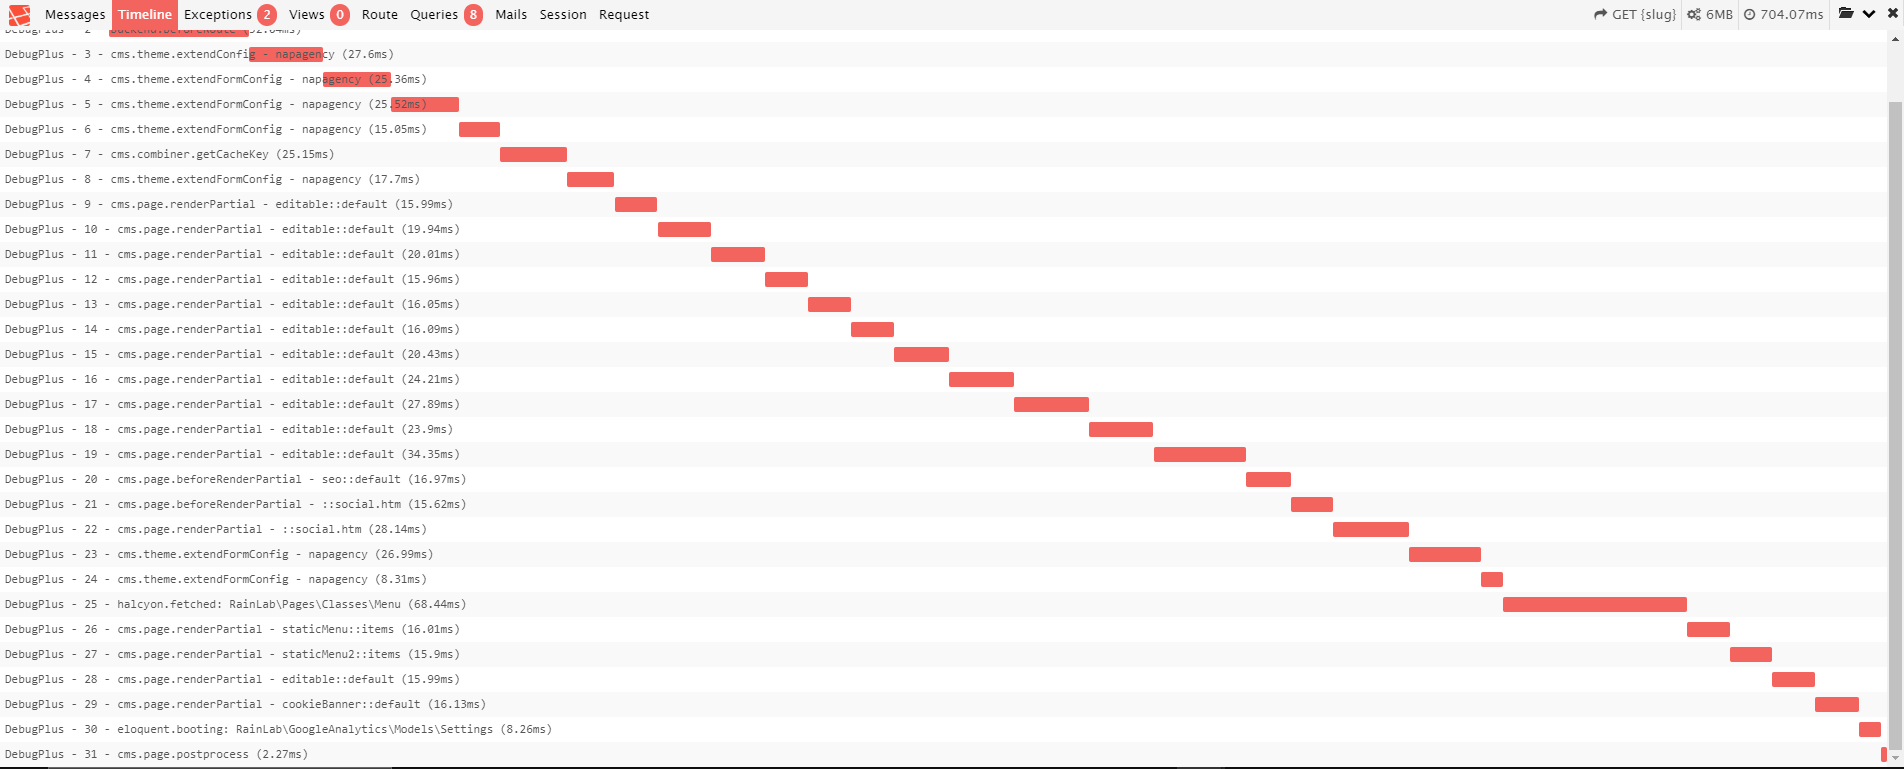 Messages Timeline Exceptions 2 Views 0 Route Queries 8 Mails Session Request GET {slug} 6MB 704.07ms
DebugPlus - 2 - backend.beforeRoute (52.04ms)
DebugPlus - 3 - cms.theme.extendConfig - napagency (27.6ms)
DebugPlus - 4 - cms.theme.extendFormConfig - napagency (25.36ms)
DebugPlus - 5 - cms.theme.extendFormConfig - napagency (25.52ms)
DebugPlus - 6 - cms.theme.extendFormConfig - napagency (15.05ms)
DebugPlus - 7 - cms.combiner.getCacheKey (25.15ms)
DebugPlus - 8 - cms.theme.extendFormConfig - napagency (17.7ms)
DebugPlus - 9 - cms.page.renderPartial - editable::default (15.99ms)
DebugPlus - 10 - cms.page.renderPartial - editable::default (19.94ms)
DebugPlus - 11 - cms.page.renderPartial - editable::default (20.01ms)
DebugPlus - 12 - cms.page.renderPartial - editable::default (15.96ms)
DebugPlus - 13 - cms.page.renderPartial - editable::default (16.05ms)
DebugPlus - 14 - cms.page.renderPartial - editable::default (16.09ms)
DebugPlus - 15 - cms.page.renderPartial - editable::default (20.43ms)
DebugPlus - 16 - cms.page.renderPartial - editable::default (24.21ms)
DebugPlus - 17 - cms.page.renderPartial - editable::default (27.89ms)
DebugPlus - 18 - cms.page.renderPartial - editable::default (23.9ms)
DebugPlus - 19 - cms.page.renderPartial - editable::default (34.35ms)
DebugPlus - 20 - cms.page.beforeRenderPartial - seo::default (16.97ms)
DebugPlus - 21 - cms.page.beforeRenderPartial - ::social.htm (15.62ms)
DebugPlus - 22 - cms.page.renderPartial - ::social.htm (28.14ms)
DebugPlus - 23 - cms.theme.extendFormConfig - napagency (26.99ms)
DebugPlus - 24 - cms.theme.extendFormConfig - napagency (8.31ms)
DebugPlus - 25 - halcyon.fetched: RainLab\Pages\Classes\Menu (68.44ms)
DebugPlus - 26 - cms.page.renderPartial - staticMenu::items (16.01ms)
DebugPlus - 27 - cms.page.renderPartial - staticMenu2::items (15.9ms)
DebugPlus - 28 - cms.page.renderPartial - editable::default (15.99ms)
DebugPlus - 29 - cms.page.renderPartial - cookieBanner::default (16.13ms)
DebugPlus - 30 - eloquent.booting: RainLab\GoogleAnalytics\Models\Settings (8.26ms)
DebugPlus - 31 - cms.page.postprocess (2.27ms)